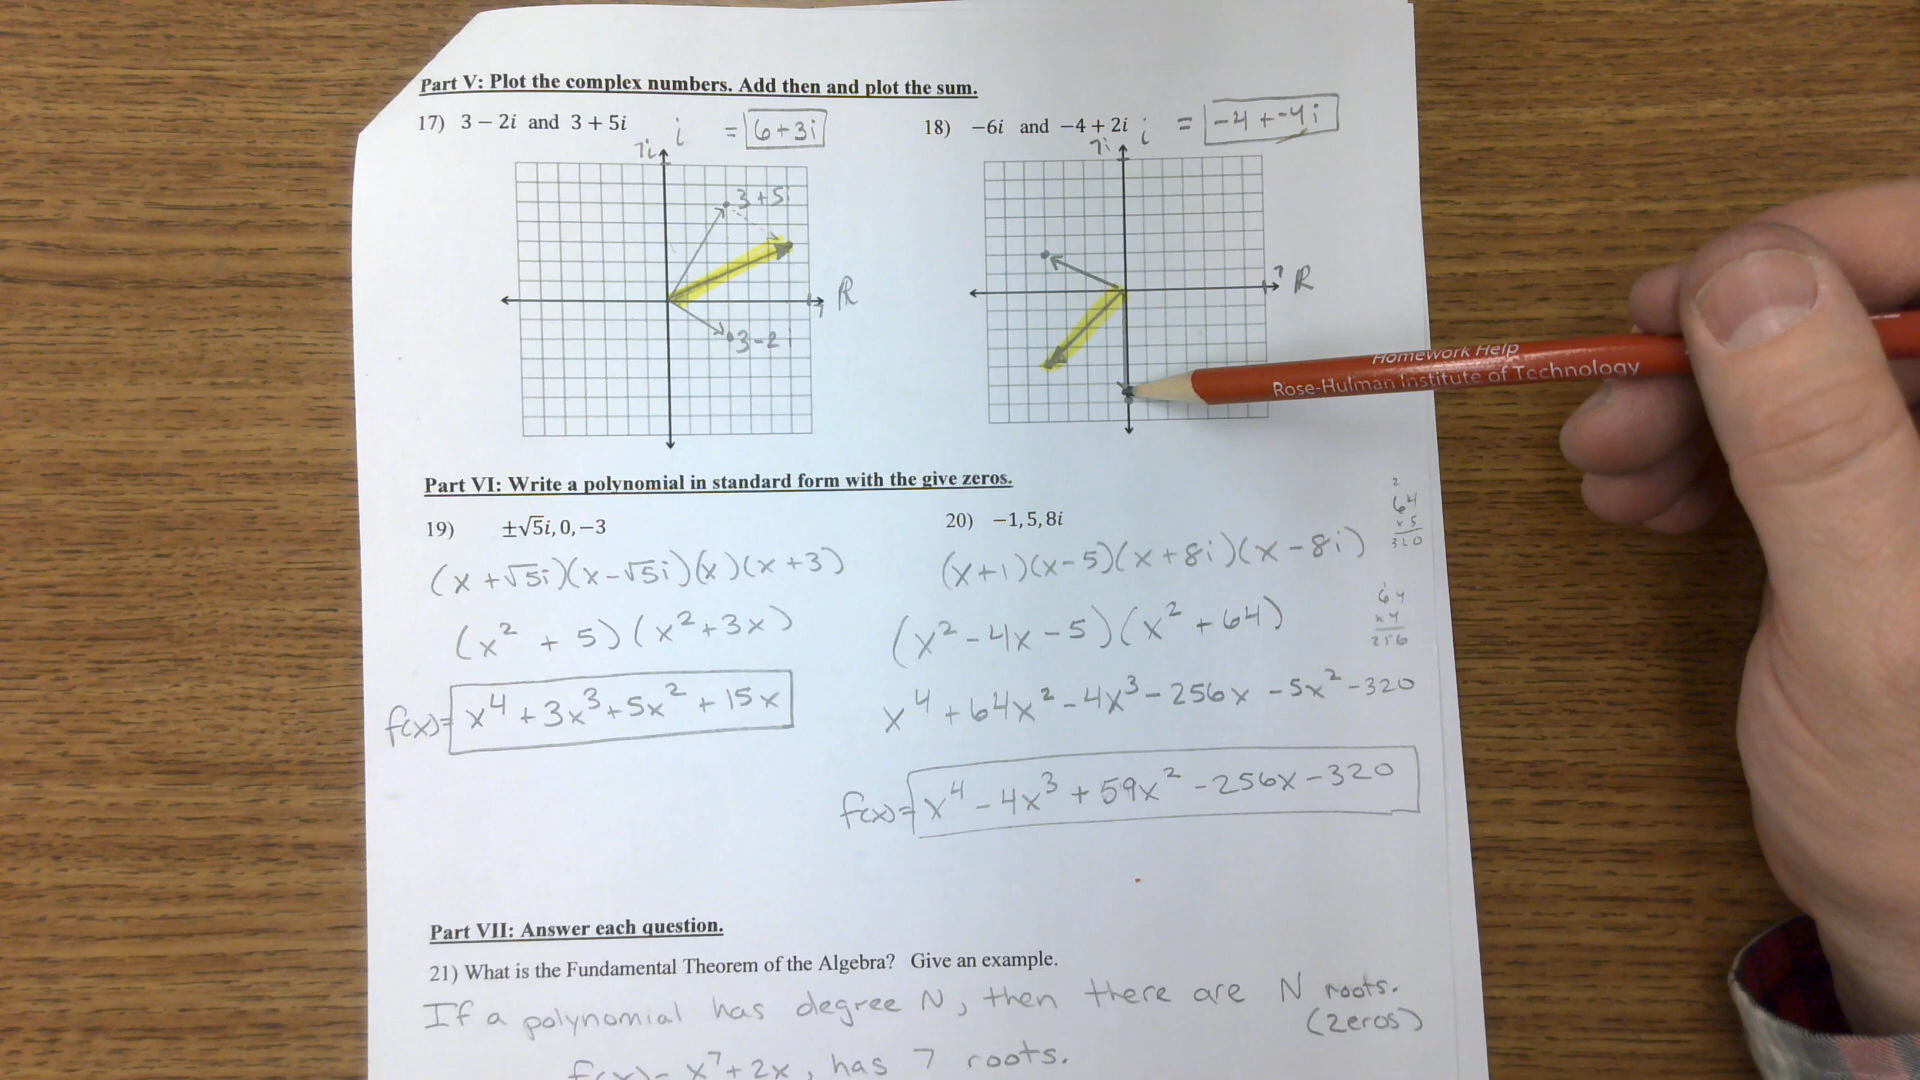 Part V: Plot the complex numbers. Add then and plot the sum.
17) 3 − 2i and 3 + 5i = 6+3i
18) −6i and −4 + 2i = -4+-4i
7i i
3+5i
R
7
3-2i
7i i
7 R
Homework Help
Rose-Hulman Institute of Technology
Part VI: Write a polynomial in standard form with the give zeros.
19) ±√5i, 0, −3
(x+√5i)(x-√5i)(x)(x+3)
(x² + 5)(x²+3x)
f(x)= x⁴+3x³+5x²+15x
20) −1, 5, 8i
(x+1)(x-5)(x+8i)(x-8i)
(x²-4x-5)(x²+64)
x⁴+64x²-4x³-256x-5x²-320
f(x)= x⁴-4x³+59x²-256x-320
2
64
x5
320
1
64
x4
256
Part VII: Answer each question.
21) What is the Fundamental Theorem of the Algebra? Give an example.
If a polynomial has degree N, then there are N roots.
(zeros)
f(x)= x⁷+2x, has 7 roots.